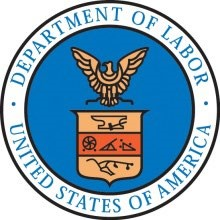 DEPARTMENT OF LABOR
UNITED STATES OF AMERICA